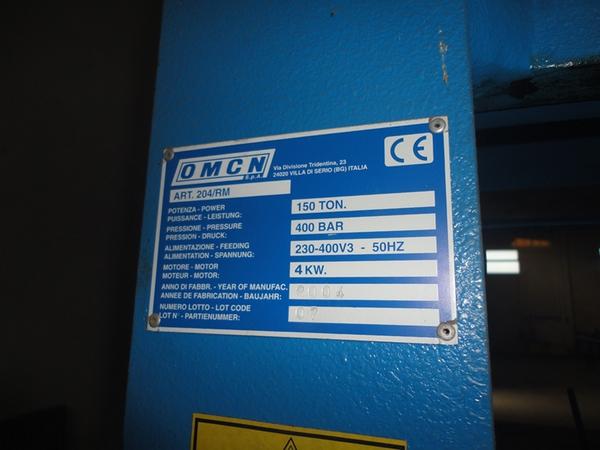 OMCN S.p.A.
Via Divisione Tridentina, 23
24020 VILLA DI SERIO (BG) ITALIA
CE
ART. 204/RM
POTENZA - POWER
PUISSANCE - LEISTUNG:
150 TON.
PRESSIONE - PRESSURE
PRESSION - DRUCK:
400 BAR
ALIMENTAZIONE - FEEDING
ALIMENTATION - SPANNUNG:
230-400V3 - 50HZ
MOTORE - MOTOR
MOTEUR - MOTOR:
4 KW.
ANNO DI FABBR. - YEAR OF MANUFAC.
ANNEE DE FABRICATION - BAUJAHR:
2004
NUMERO LOTTO - LOT CODE
LOT N° - PARTIENUMMER:
07